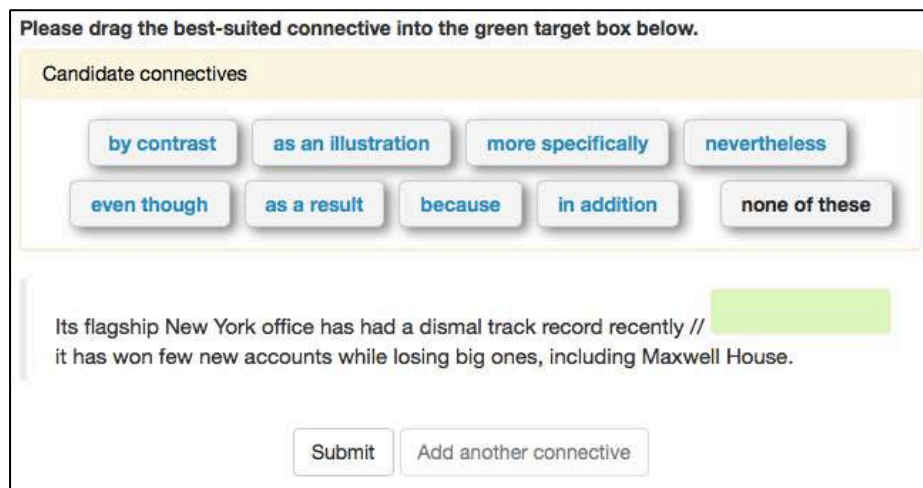 Please drag the best-suited connective into the green target box below.
Candidate connectives
by contrast as an illustration more specifically nevertheless
even though as a result because in addition none of these
Its flagship New York office has had a dismal track record recently //
it has won few new accounts while losing big ones, including Maxwell House.
Submit Add another connective